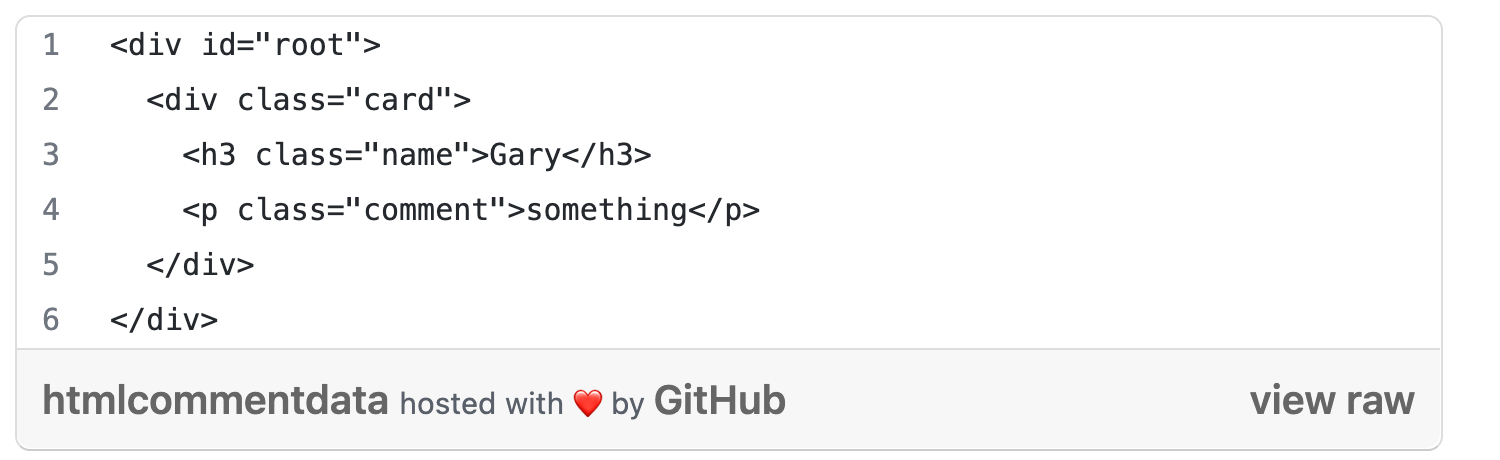 1 <div id="root">
2 <div class="card">
3 <h3 class="name">Gary</h3>
4 <p class="comment">something</p>
5 </div>
6 </div>
htmlcommentdata hosted with ❤️ by GitHub view raw